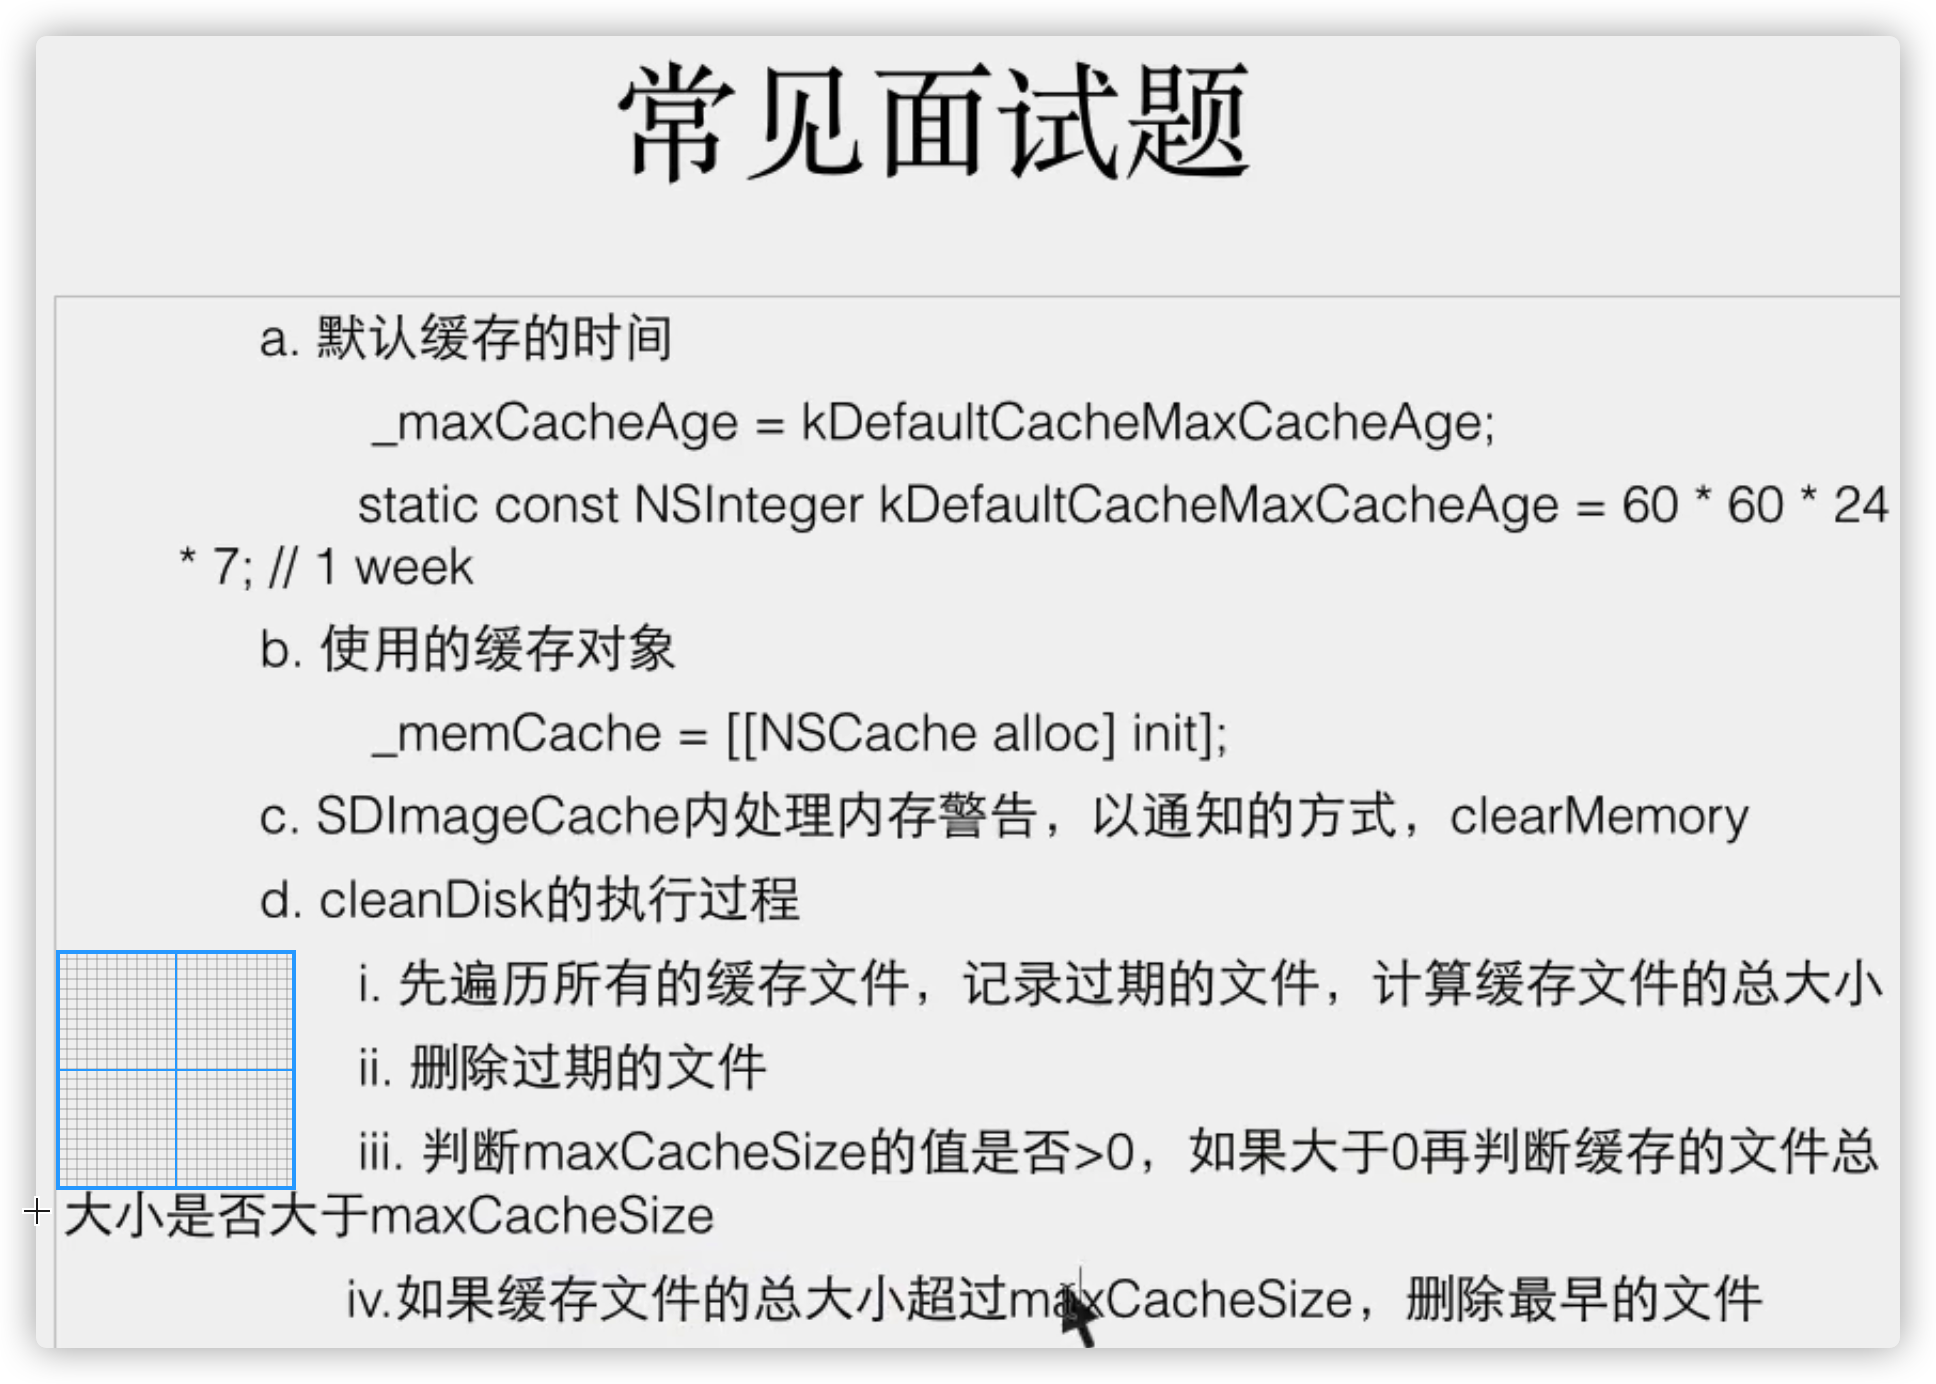 常见面试题
a. 默认缓存的时间
_maxCacheAge = kDefaultCacheMaxCacheAge;
static const NSInteger kDefaultCacheMaxCacheAge = 60 * 60 * 24
* 7; // 1 week
b. 使用的缓存对象
_memCache = [[NSCache alloc] init];
c. SDImageCache内处理内存警告，以通知的方式，clearMemory
d. cleanDisk的执行过程
i. 先遍历所有的缓存文件，记录过期的文件，计算缓存文件的总大小
ii. 删除过期的文件
iii. 判断maxCacheSize的值是否>0，如果大于0再判断缓存的文件总
大小是否大于maxCacheSize
iv.如果缓存文件的总大小超过maxCacheSize，删除最早的文件